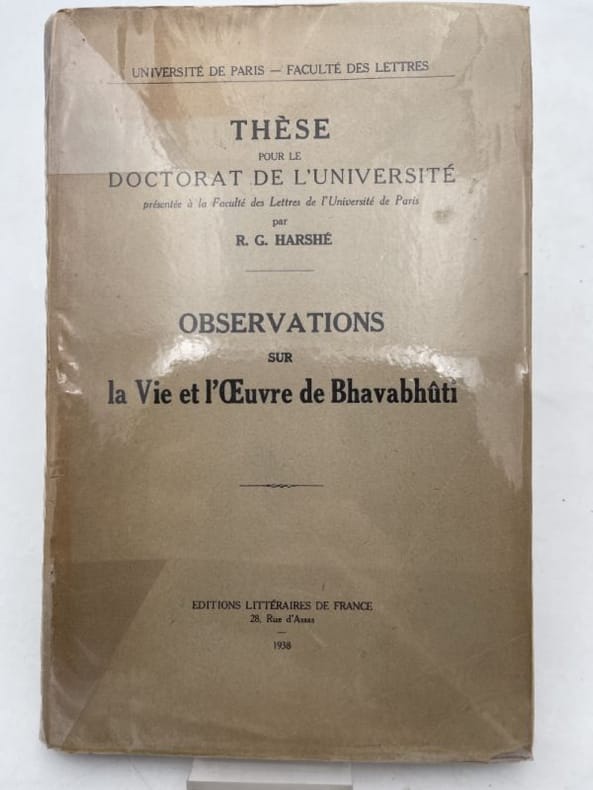 UNIVERSITÉ DE PARIS — FACULTÉ DES LETTRES
THÈSE
POUR LE
DOCTORAT DE L'UNIVERSITÉ
présentée à la Faculté des Lettres de l'Université de Paris
par
R. G. HARSHÉ
OBSERVATIONS
SUR
la Vie et l'Œuvre de Bhavabhûti
EDITIONS LITTÉRAIRES DE FRANCE
28, Rue d'Assas
1938